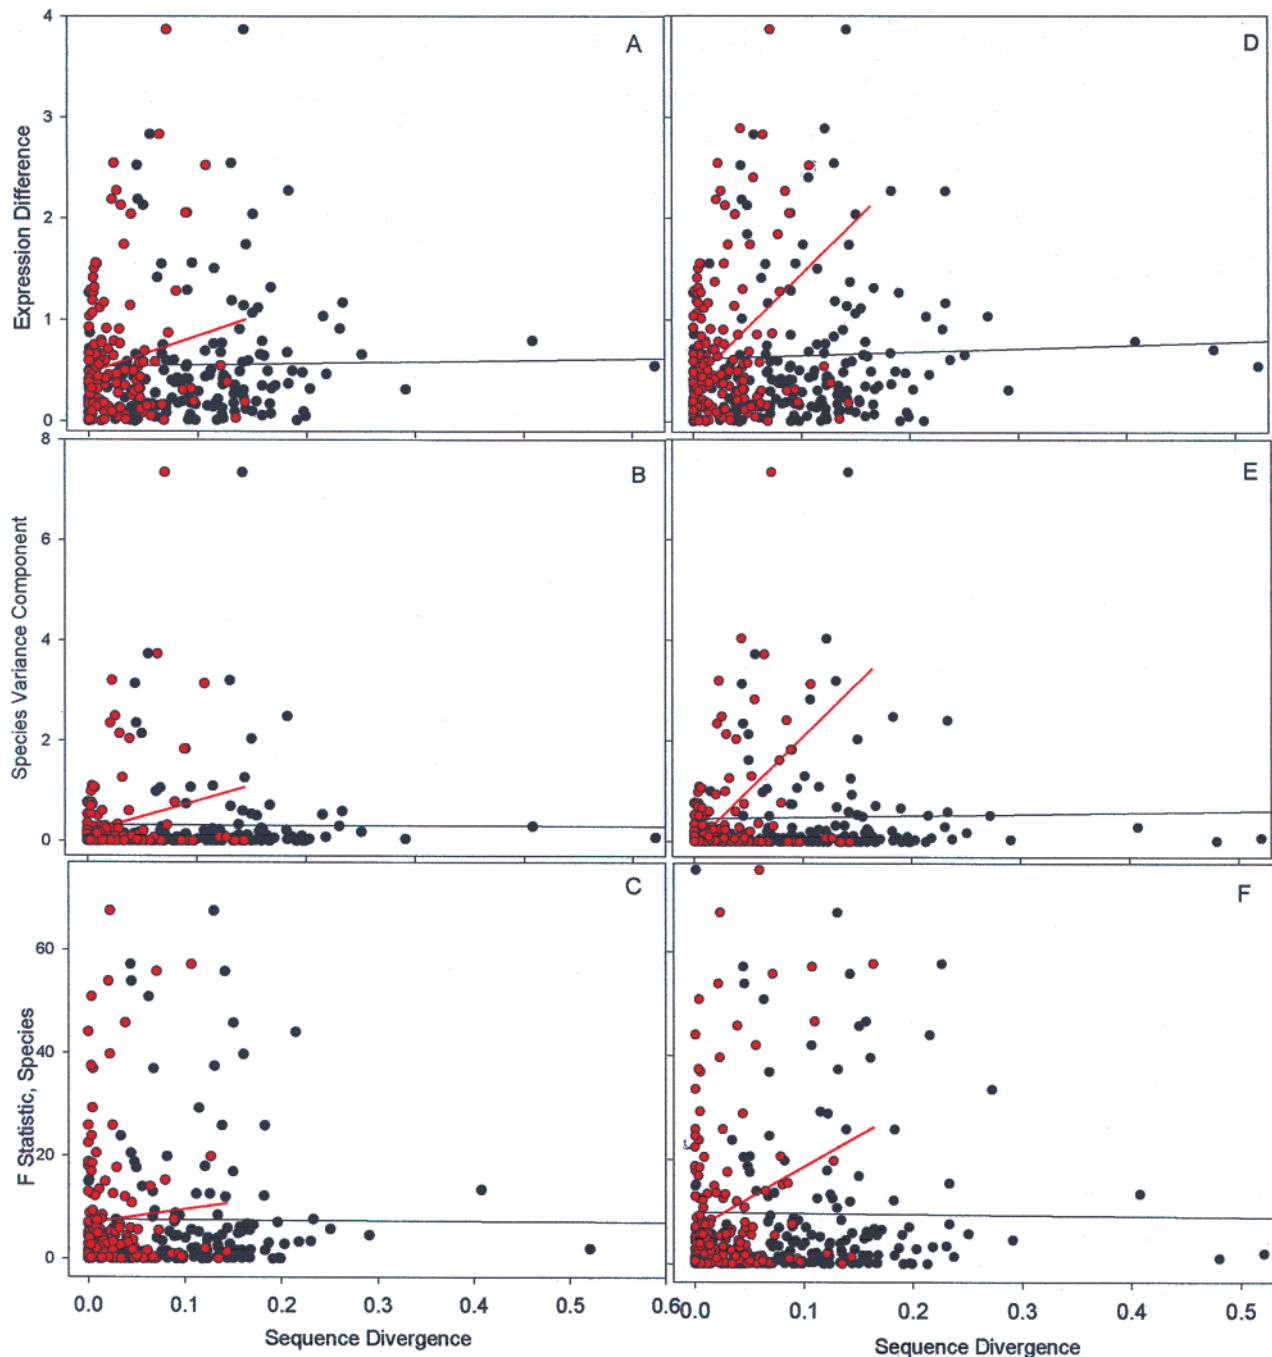 4
A
D
3
2
1
0
Expression Difference
8
B
E
6
4
2
0
Species Variance Component
C
F
60
40
20
0
F Statistic, Species
0.0 0.1 0.2 0.3 0.4 0.5 0.6
0.0 0.1 0.2 0.3 0.4 0.5
Sequence Divergence
Sequence Divergence